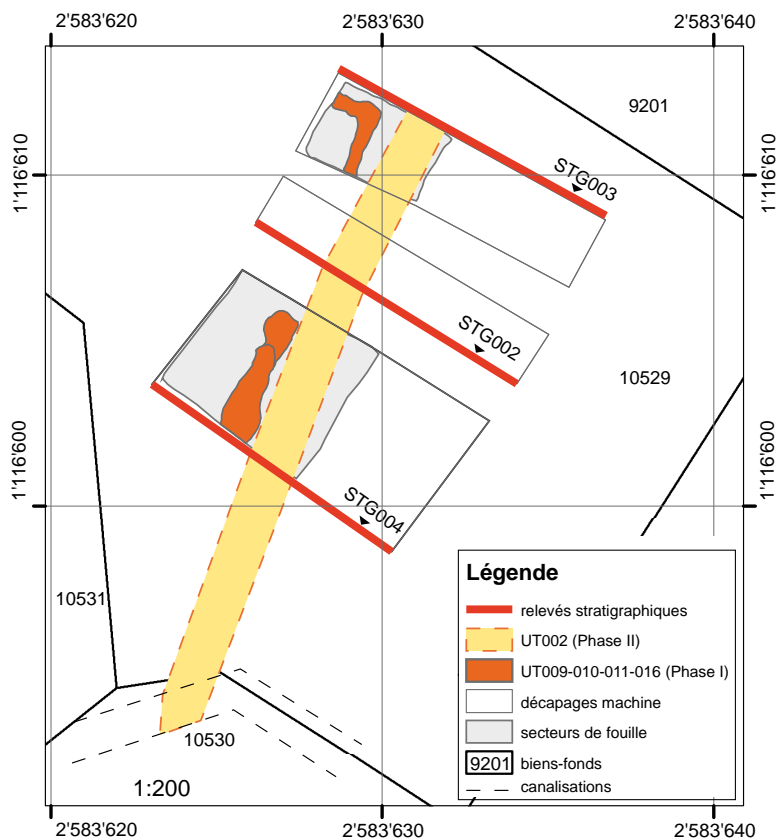 2'583'620 2'583'630 2'583'640
9201
1'116'610 1'116'610
STG003
STG002
10529
1'116'600 1'116'600
STG004
10531
10530
1:200
Légende
relevés stratigraphiques
UT002 (Phase II)
UT009-010-011-016 (Phase I)
décapages machine
secteurs de fouille
9201 biens-fonds
canalisations
2'583'620 2'583'630 2'583'640